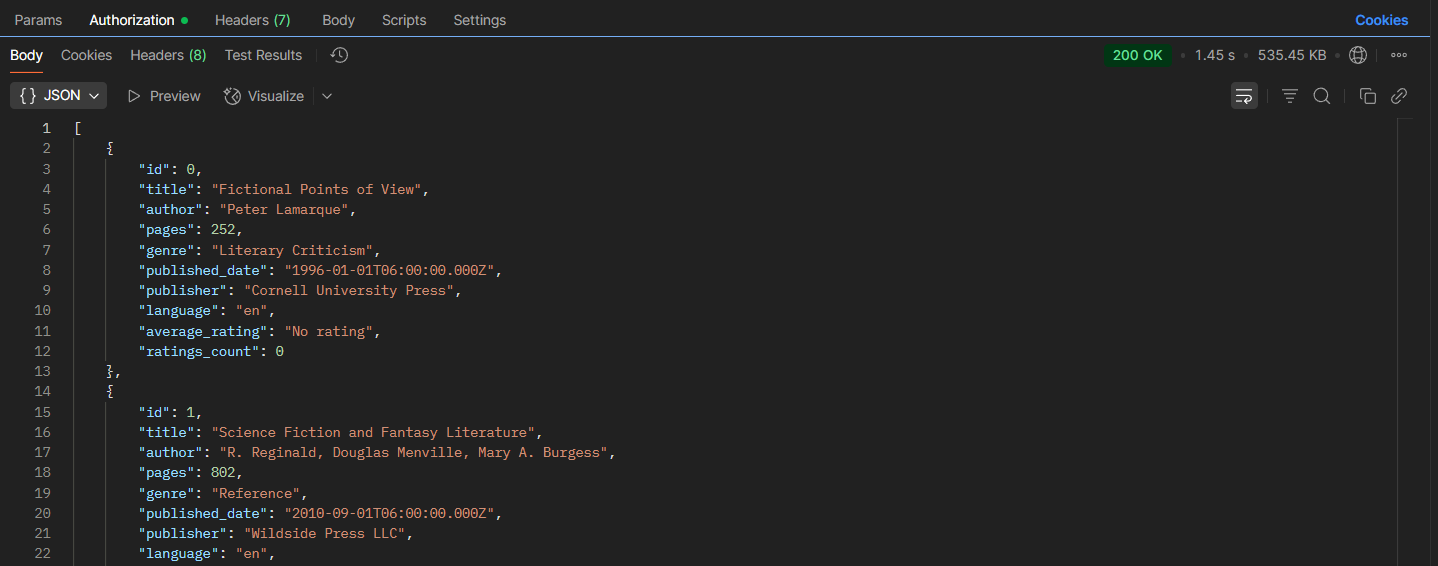 Params Authorization Headers (7) Body Scripts Settings Cookies
Body Cookies Headers (8) Test Results 200 OK • 1.45 s • 535.45 KB •
{} JSON Preview Visualize
1 [
2 {
3 "id": 0,
4 "title": "Fictional Points of View",
5 "author": "Peter Lamarque",
6 "pages": 252,
7 "genre": "Literary Criticism",
8 "published_date": "1996-01-01T06:00:00.000Z",
9 "publisher": "Cornell University Press",
10 "language": "en",
11 "average_rating": "No rating",
12 "ratings_count": 0
13 },
14 {
15 "id": 1,
16 "title": "Science Fiction and Fantasy Literature",
17 "author": "R. Reginald, Douglas Menville, Mary A. Burgess",
18 "pages": 802,
19 "genre": "Reference",
20 "published_date": "2010-09-01T06:00:00.000Z",
21 "publisher": "Wildside Press LLC",
22 "language": "en",